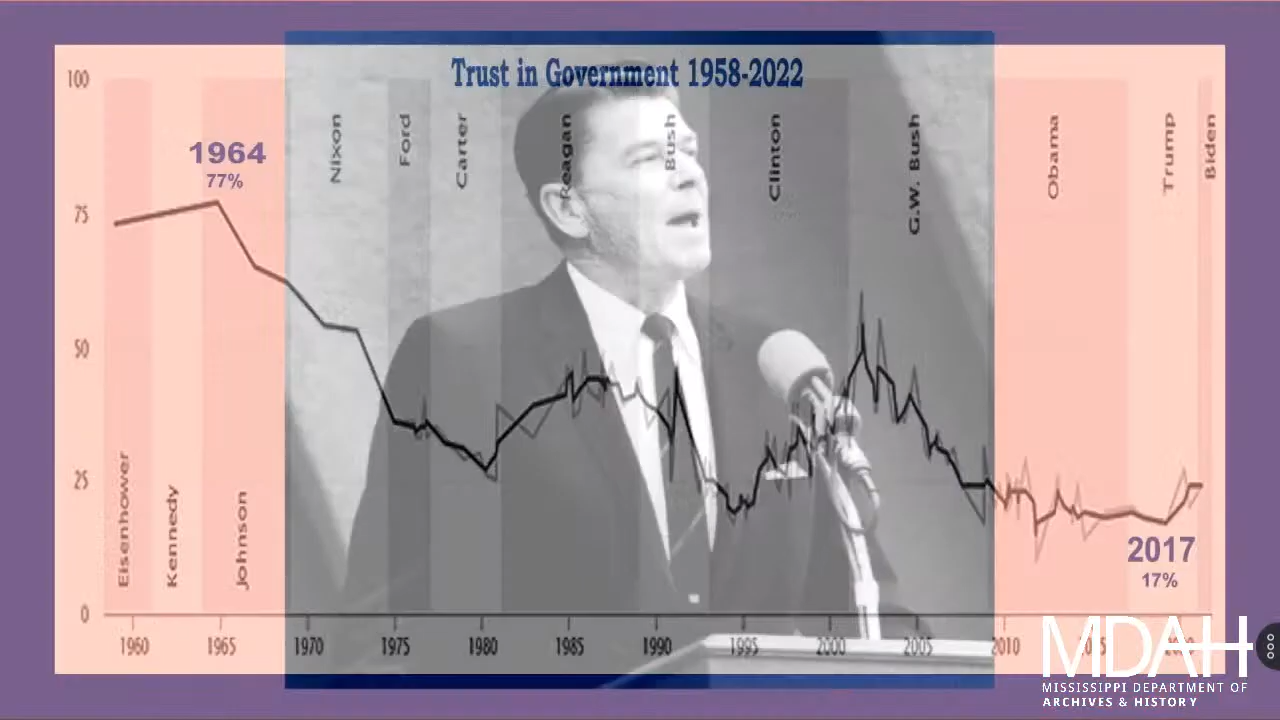 Trust in Government 1958-2022
100
75
50
25
0
1964
77%
Eisenhower
Kennedy
Johnson
Nixon
Ford
Carter
Reagan
Bush
Clinton
G.W. Bush
Obama
Trump
Biden
2017
17%
1960 1965 1970 1975 1980 1985 1990 1995 2000 2005 2010 2015 2020
MDAH
MISSISSIPPI DEPARTMENT OF
ARCHIVES & HISTORY